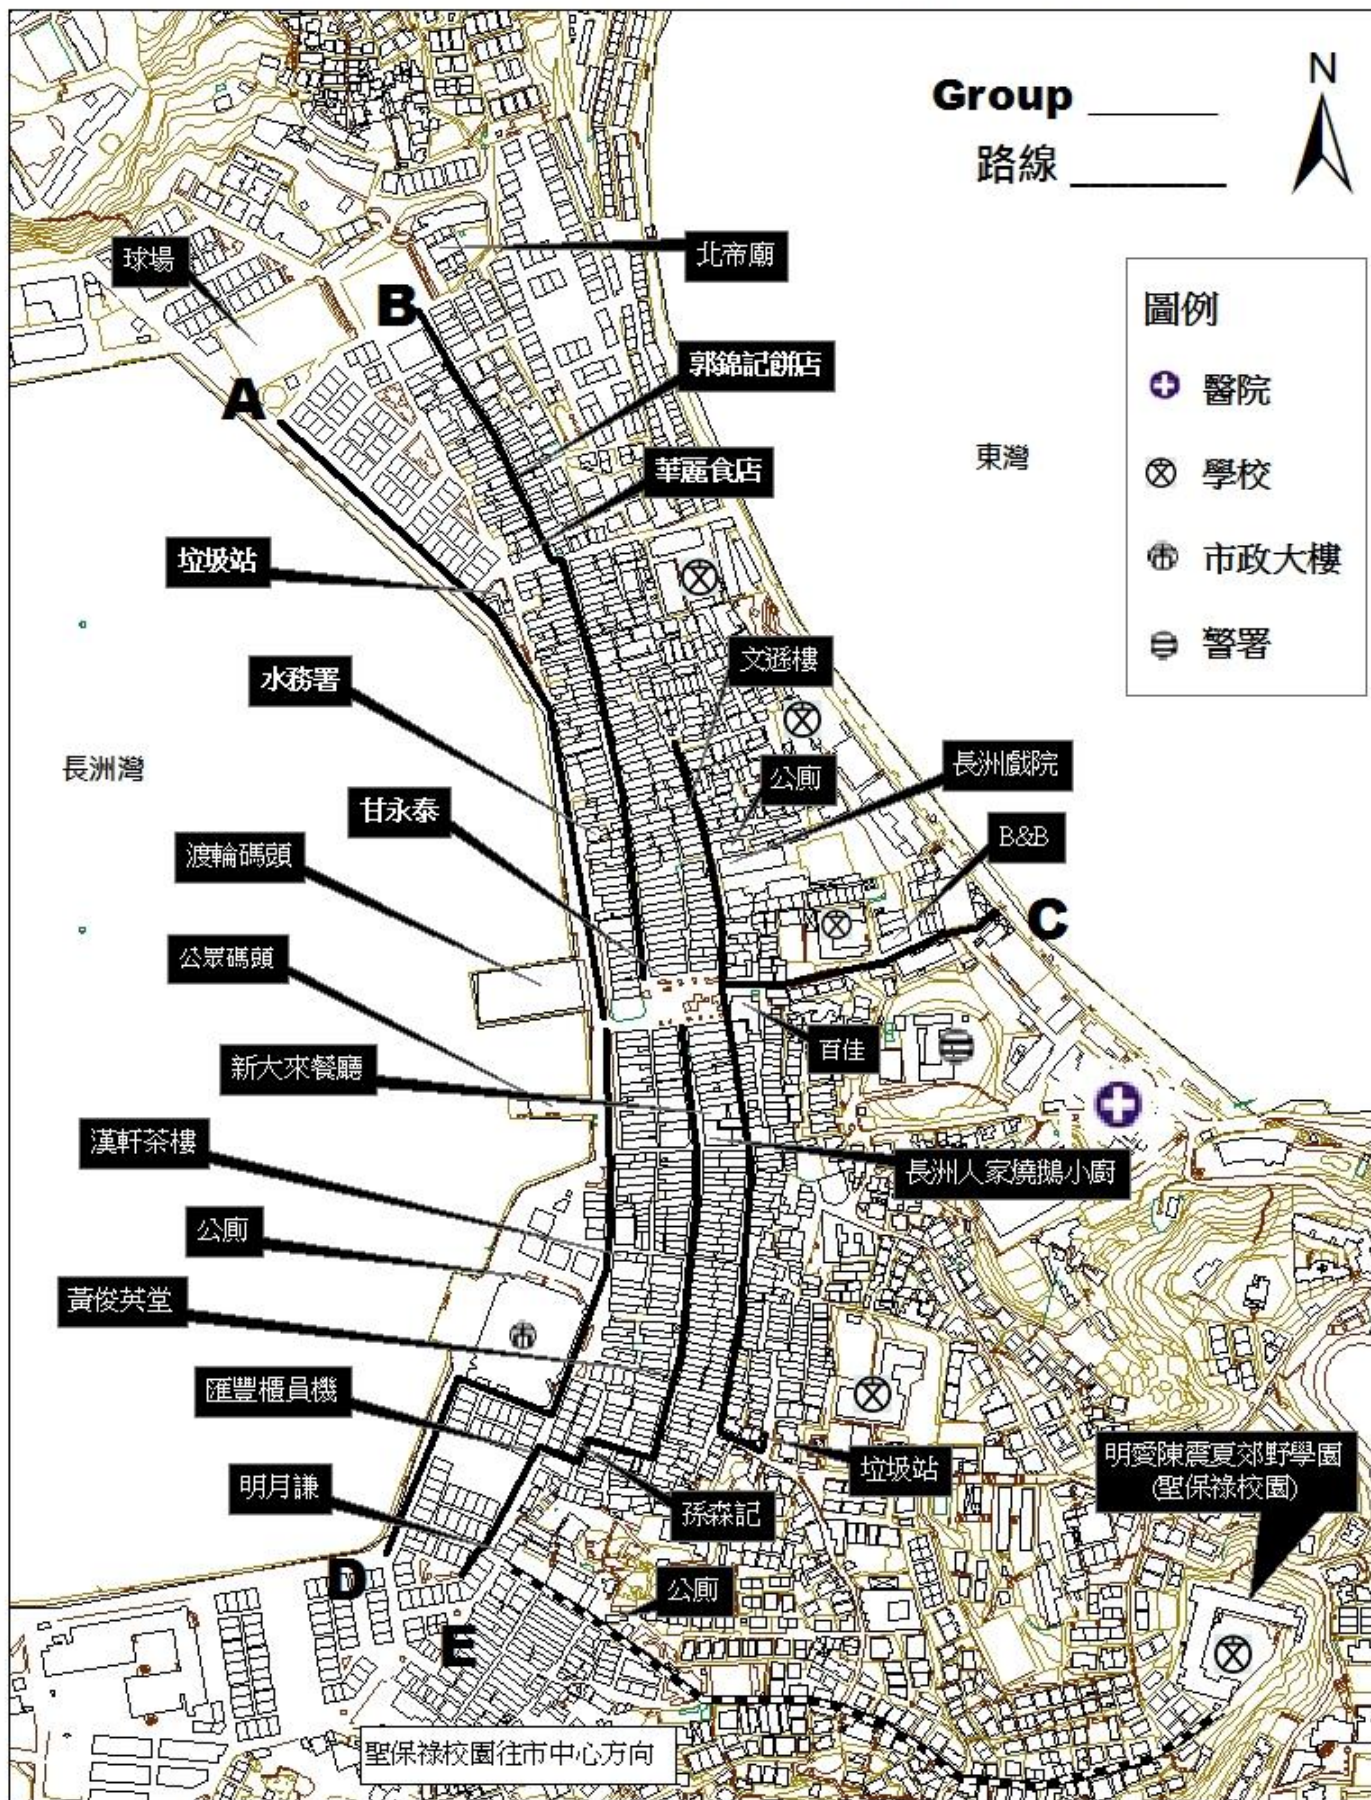 Group
路線
N
圖例
醫院
學校
市政大樓
警署
北帝廟
球場
B
郭錦記餅店
A
華麗食店
東灣
垃圾站
文遜樓
水務署
長洲灣
長洲戲院
公廁
甘永泰
B&B
渡輪碼頭
C
公眾碼頭
百佳
新大來餐廳
漢軒茶樓
長洲人家燒鵝小廚
公廁
黃俊英堂
市
匯豐櫃員機
明愛陳震夏郊野學園
(聖保祿校園)
垃圾站
明月謙
孫森記
D
公廁
E
聖保祿校園往市中心方向